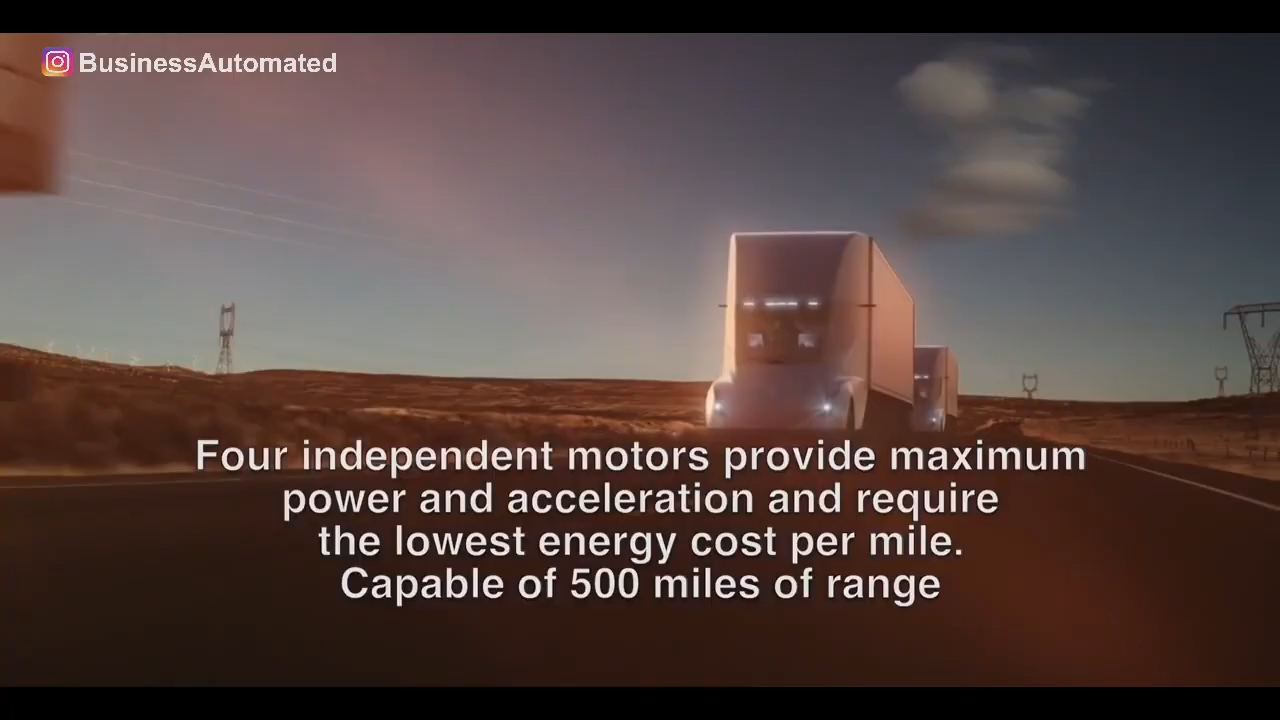 BusinessAutomated
Four independent motors provide maximum
power and acceleration and require
the lowest energy cost per mile.
Capable of 500 miles of range